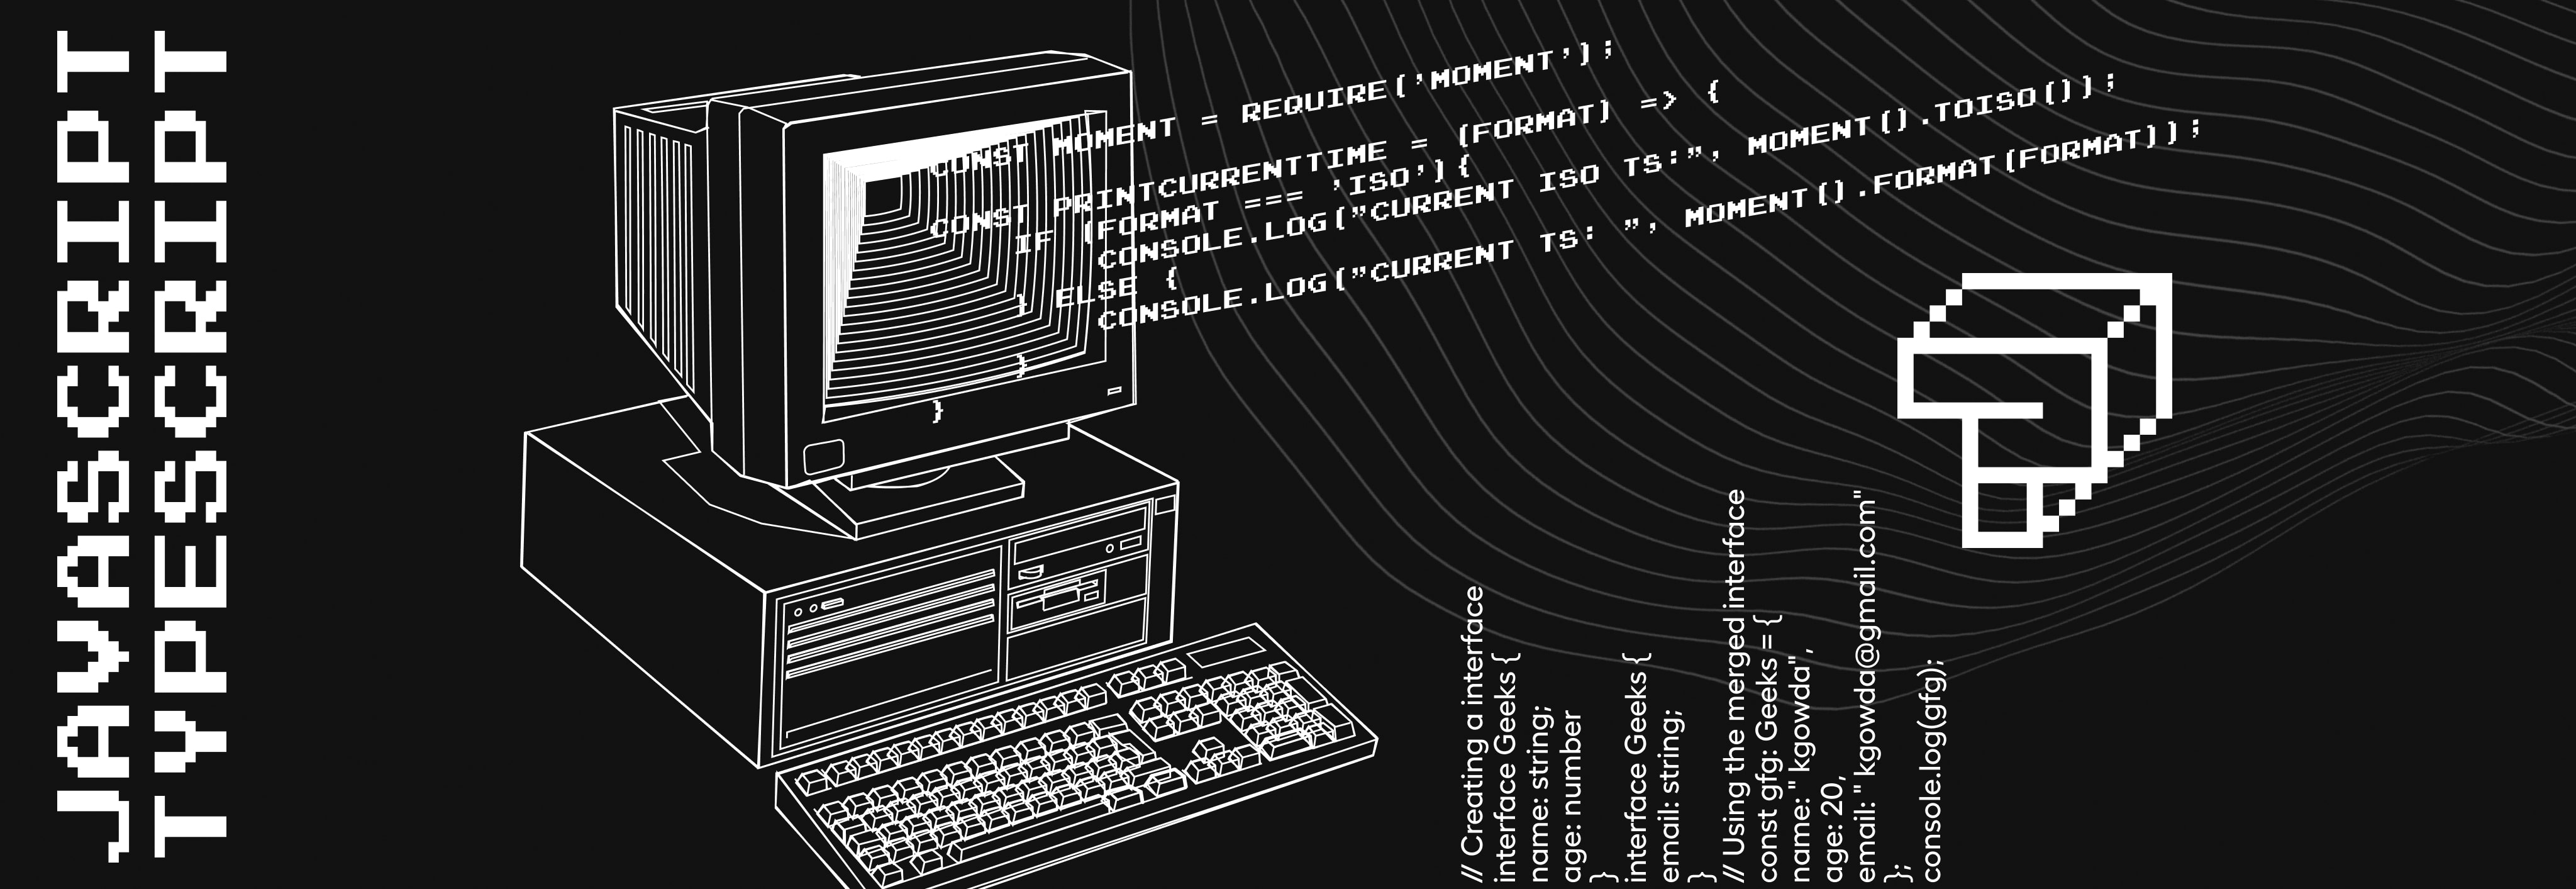 JAVASCRIPT
TYPESCRIPT
CONST MOMENT = REQUIRE('MOMENT');
CONST PRINTCURRENTTIME = (FORMAT) => {
IF (FORMAT === 'ISO'){
CONSOLE.LOG("CURRENT ISO TS:", MOMENT().TOISO());
} ELSE {
CONSOLE.LOG("CURRENT TS: ", MOMENT().FORMAT(FORMAT));
}
}
// Creating a interface
interface Geeks {
name: string;
age: number
}
interface Geeks {
email: string;
}
// Using the merged interface
const gfg: Geeks = {
name: " kgowda",
age: 20,
email: " kgowda@gmail.com"
};
console.log(gfg);